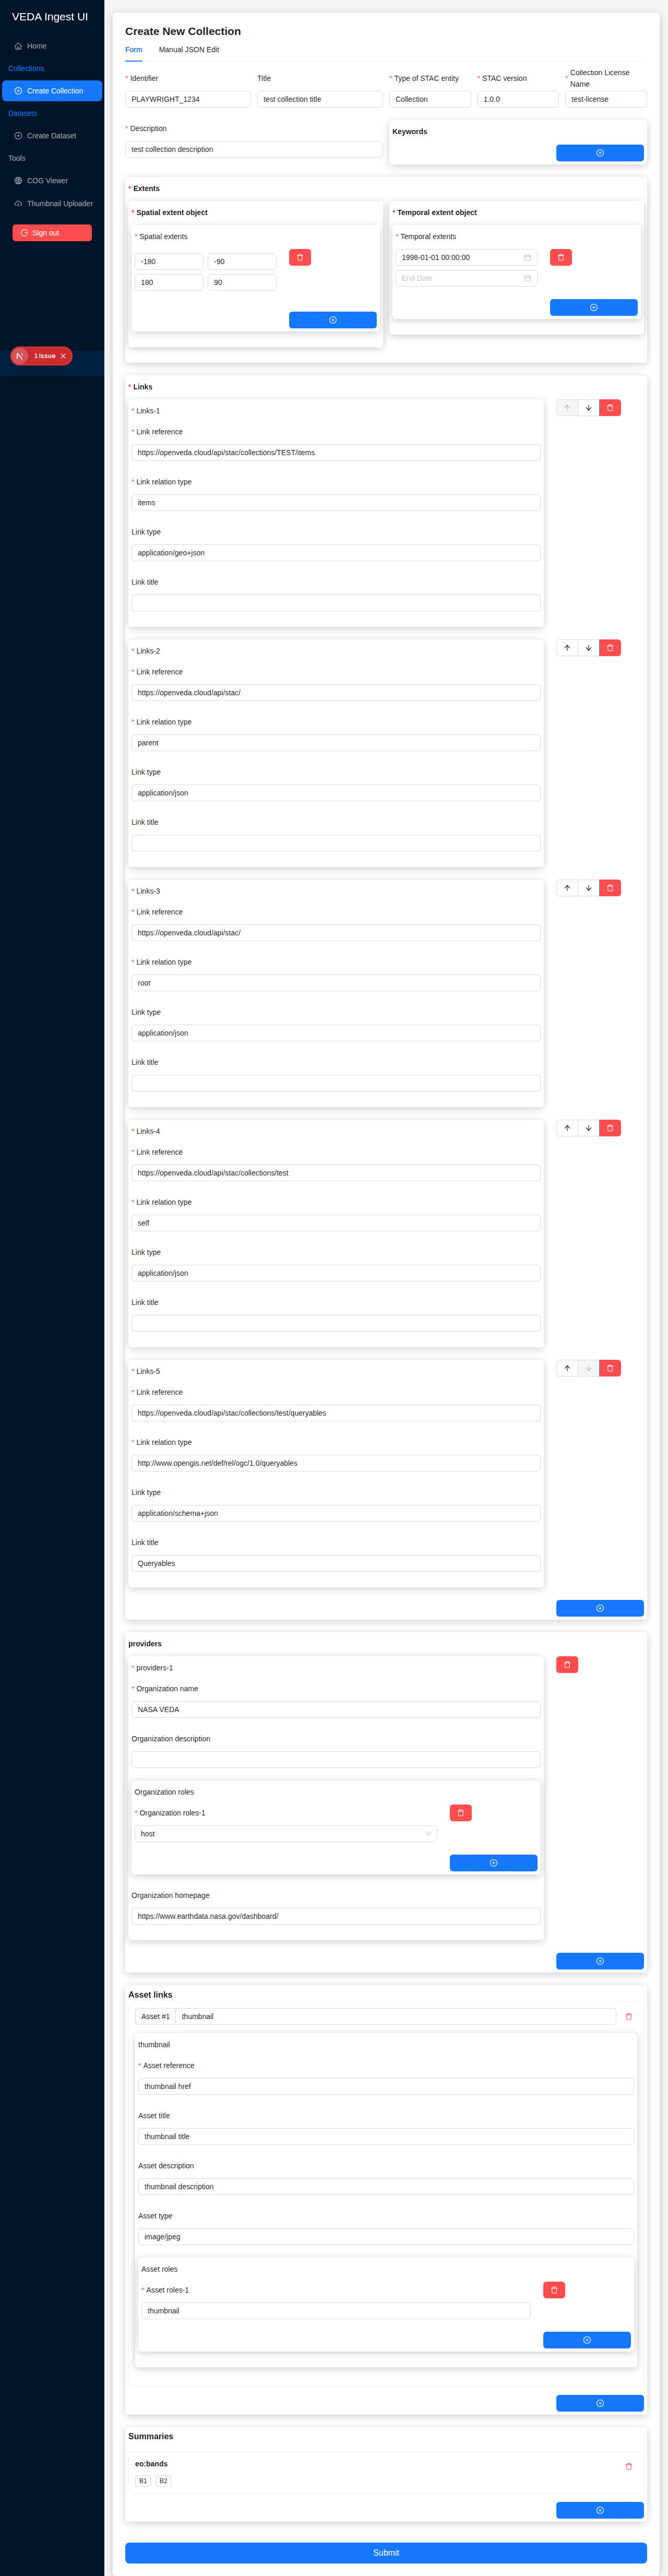 VEDA Ingest UI
Home
Collections
Create Collection
Datasets
Create Dataset
Tools
COG Viewer
Thumbnail Uploader
Sign out
N 1 Issue
Create New Collection
Form Manual JSON Edit
* Identifier
PLAYWRIGHT_1234
Title
test collection title
* Type of STAC entity
Collection
* STAC version
1.0.0
* Collection License
Name
test-license
* Description
test collection description
Keywords
* Extents
* Spatial extent object
* Spatial extents
-180 -90
180 90
* Temporal extent object
* Temporal extents
1998-01-01 00:00:00
End Date
* Links
* Links-1
* Link reference
https://openveda.cloud/api/stac/collections/TEST/items
* Link relation type
items
Link type
application/geo+json
Link title
* Links-2
* Link reference
https://openveda.cloud/api/stac/
* Link relation type
parent
Link type
application/json
Link title
* Links-3
* Link reference
https://openveda.cloud/api/stac/
* Link relation type
root
Link type
application/json
Link title
* Links-4
* Link reference
https://openveda.cloud/api/stac/collections/test
* Link relation type
self
Link type
application/json
Link title
* Links-5
* Link reference
https://openveda.cloud/api/stac/collections/test/queryables
* Link relation type
http://www.opengis.net/def/rel/ogc/1.0/queryables
Link type
application/schema+json
Link title
Queryables
providers
* providers-1
* Organization name
NASA VEDA
Organization description
Organization roles
* Organization roles-1
host
Organization homepage
https://www.earthdata.nasa.gov/dashboard/
Asset links
Asset #1 thumbnail
thumbnail
* Asset reference
thumbnail href
Asset title
thumbnail title
Asset description
thumbnail description
Asset type
image/jpeg
Asset roles
* Asset roles-1
thumbnail
Summaries
eo:bands
B1 B2
Submit